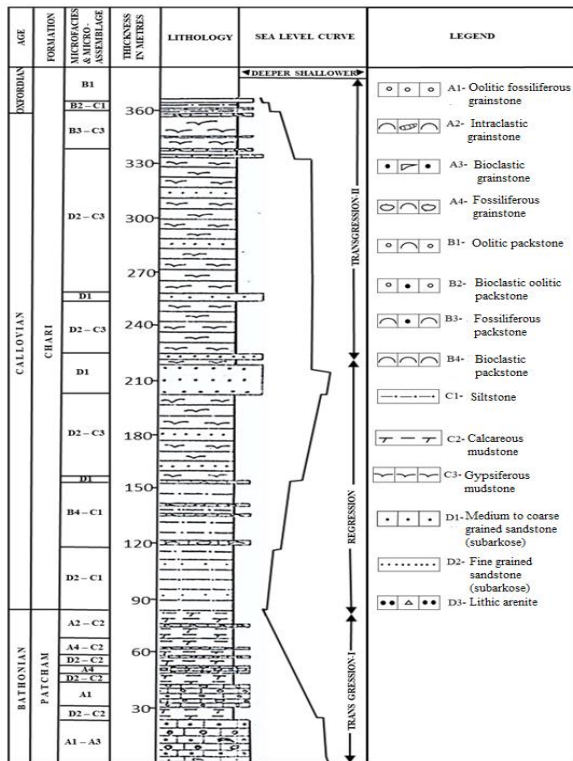 AGE
FORMATION
MICROFACIES & MICRO-ASSEMBLAGE
THICKNESS IN METRES
LITHOLOGY
SEA LEVEL CURVE
LEGEND
DEEPER SHALLOWER
OXFORDIAN
CALLOVIAN
BATHONIAN
CHARI
PATCHAM
B1
B2 – C1
B3 – C3
D2 – C3
D1
D2 – C3
D1
D2 – C3
D1
B4 – C1
D2 – C1
A2 – C2
A4 – C2
D2 – C2
A4
D2 – C2
A1
D2 – C2
A1 – A3
360
330
300
270
240
210
180
150
120
90
60
30
TRANSGRESSION-II
REGRESSION
TRANS GRESSION-I
A1- Oolitic fossiliferous
grainstone
A2- Intraclastic
grainstone
A3- Bioclastic
grainstone
A4- Fossiliferous
grainstone
B1- Oolitic packstone
B2- Bioclastic oolitic
packstone
B3- Fossiliferous
packstone
B4- Bioclastic
packstone
C1- Siltstone
C2- Calcareous
mudstone
C3- Gypsiferous
mudstone
D1- Medium to coarse
grained sandstone
(subarkose)
D2- Fine grained
sandstone
(subarkose)
D3- Lithic arenite